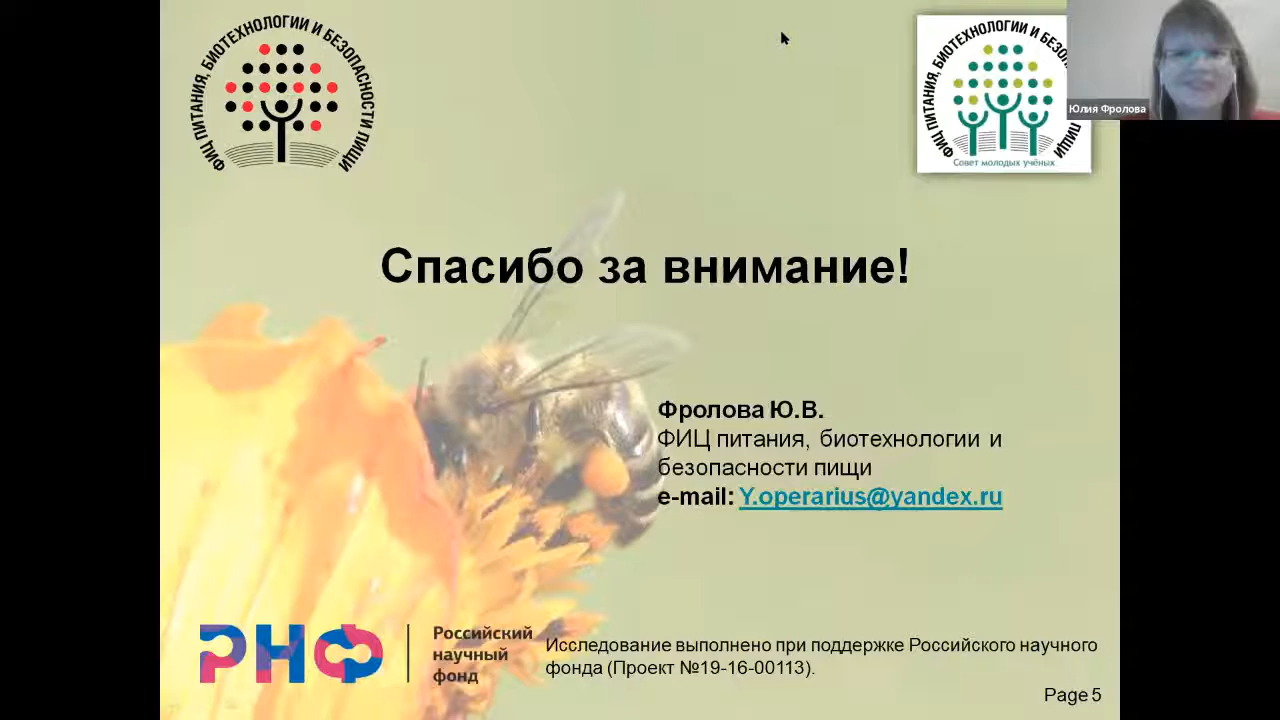 ФИЦ ПИТАНИЯ, БИОТЕХНОЛОГИИ И БЕЗОПАСНОСТИ ПИЩИ
ФИЦ ПИТАНИЯ, БИОТЕХНОЛОГИИ И БЕЗО
ПИЩИ
Совет молодых учёных
Юлия Фролова
Спасибо за внимание!
Фролова Ю.В.
ФИЦ питания, биотехнологии и
безопасности пищи
e-mail: Y.operarius@yandex.ru
РНФ
Российский
научный
фонд
Исследование выполнено при поддержке Российского научного
фонда (Проект №19-16-00113).
Page 5